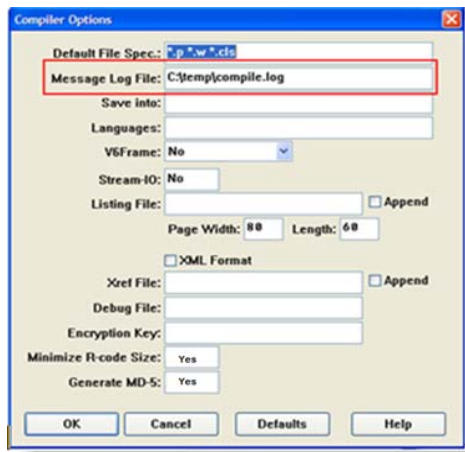 Compiler Options
Default File Spec.: *.p *.w *.cls
Message Log File: C:\temp\compile.log
Save into:
Languages:
V6Frame: No
Stream-IO: No
Listing File: Append
Page Width: 80 Length: 60
XML Format
Xref File: Append
Debug File:
Encryption Key:
Minimize R-code Size: Yes
Generate MD-5: Yes
OK Cancel Defaults Help